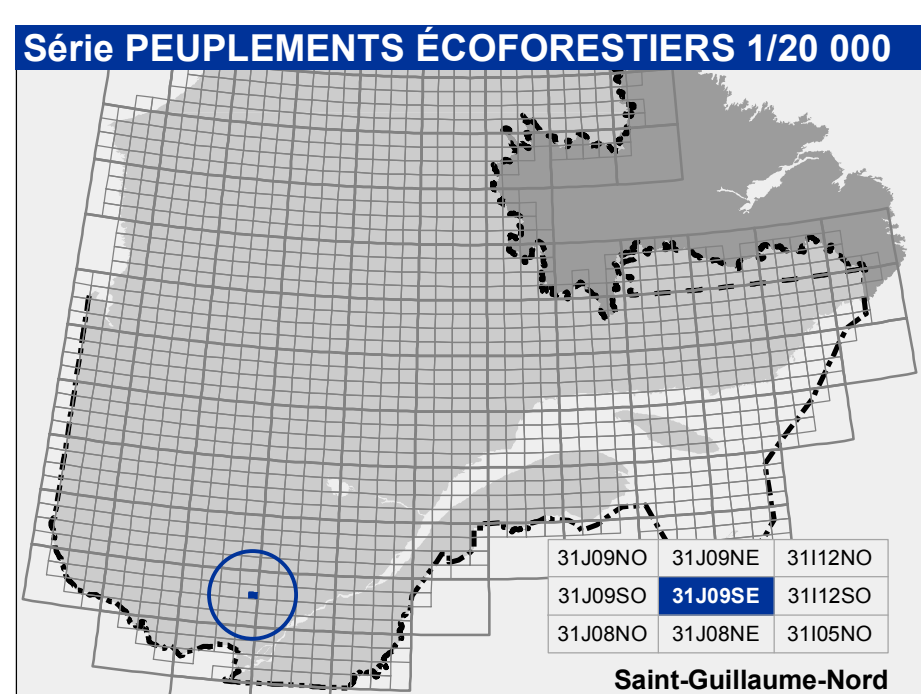 Série PEUPLEMENTS ÉCOFORESTIERS 1/20 000
31J09NO 31J09NE 31I12NO
31J09SO 31J09SE 31I12SO
31J08NO 31J08NE 31I05NO
Saint-Guillaume-Nord